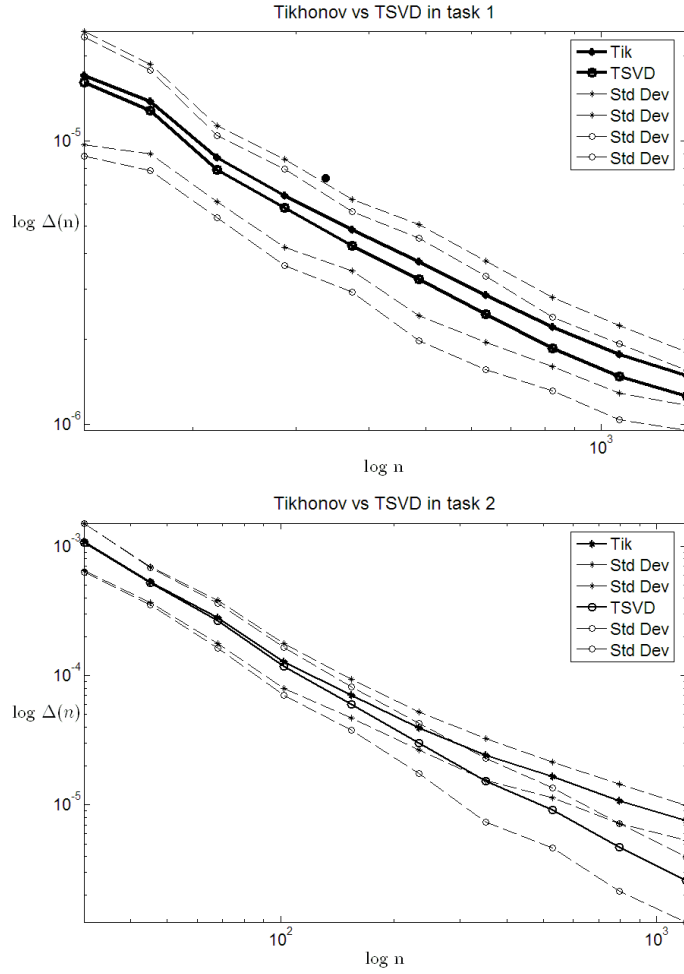 Tikhonov vs TSVD in task 1
Tik
TSVD
Std Dev
Std Dev
Std Dev
Std Dev
10^-5
log Δ(n)
10^-6
10^3
log n
Tikhonov vs TSVD in task 2
10^-3
Tik
Std Dev
Std Dev
TSVD
Std Dev
Std Dev
10^-4
log Δ(n)
10^-5
10^2
10^3
log n